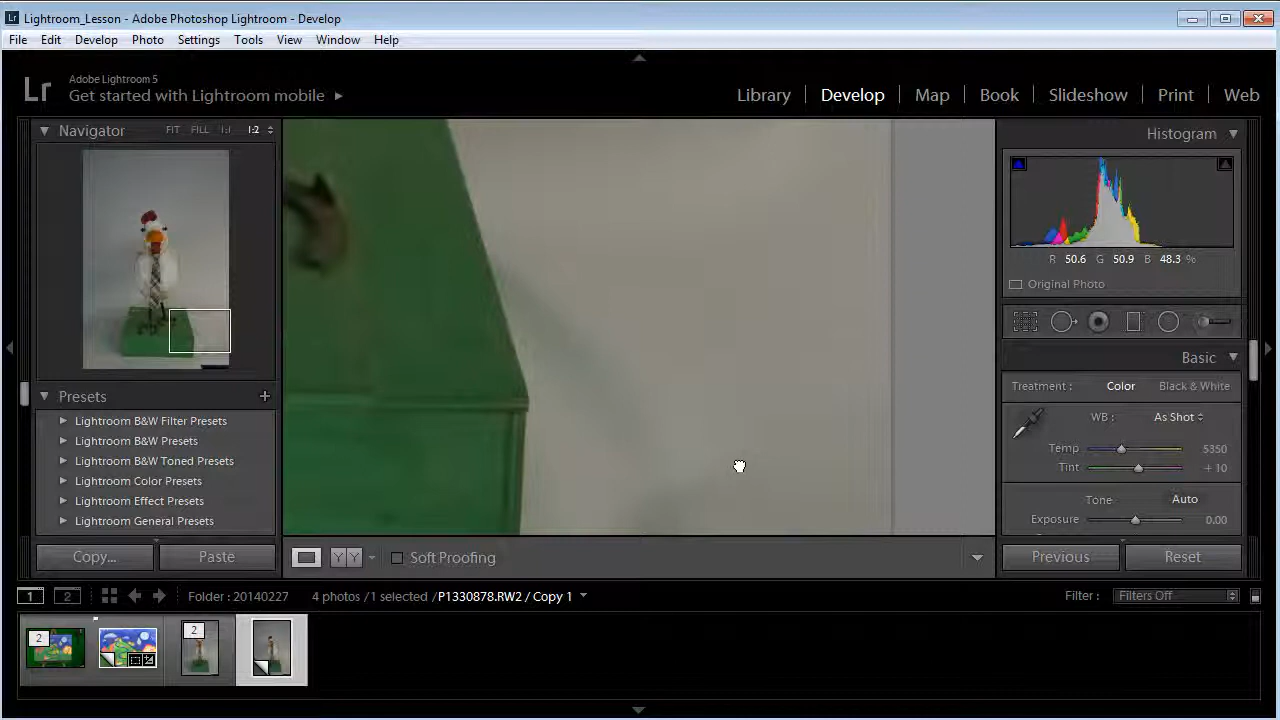 Lightroom_Lesson - Adobe Photoshop Lightroom - Develop
File Edit Develop Photo Settings Tools View Window Help
Lr
Adobe Lightroom 5
Get started with Lightroom mobile
Library Develop Map Book Slideshow Print Web
Navigator FIT FILL 1:1 1:2
Histogram
R 50.6 G 50.9 B 48.3 %
Original Photo
Basic
Treatment : Color Black & White
WB : As Shot
Temp 5350
Tint + 10
Tone Auto
Exposure 0.00
Presets +
Lightroom B&W Filter Presets
Lightroom B&W Presets
Lightroom B&W Toned Presets
Lightroom Color Presets
Lightroom Effect Presets
Lightroom General Presets
Copy... Paste
Soft Proofing
Previous Reset
1 2 Folder : 20140227 4 photos /1 selected /P1330878.RW2 / Copy 1
Filter : Filters Off
2
2